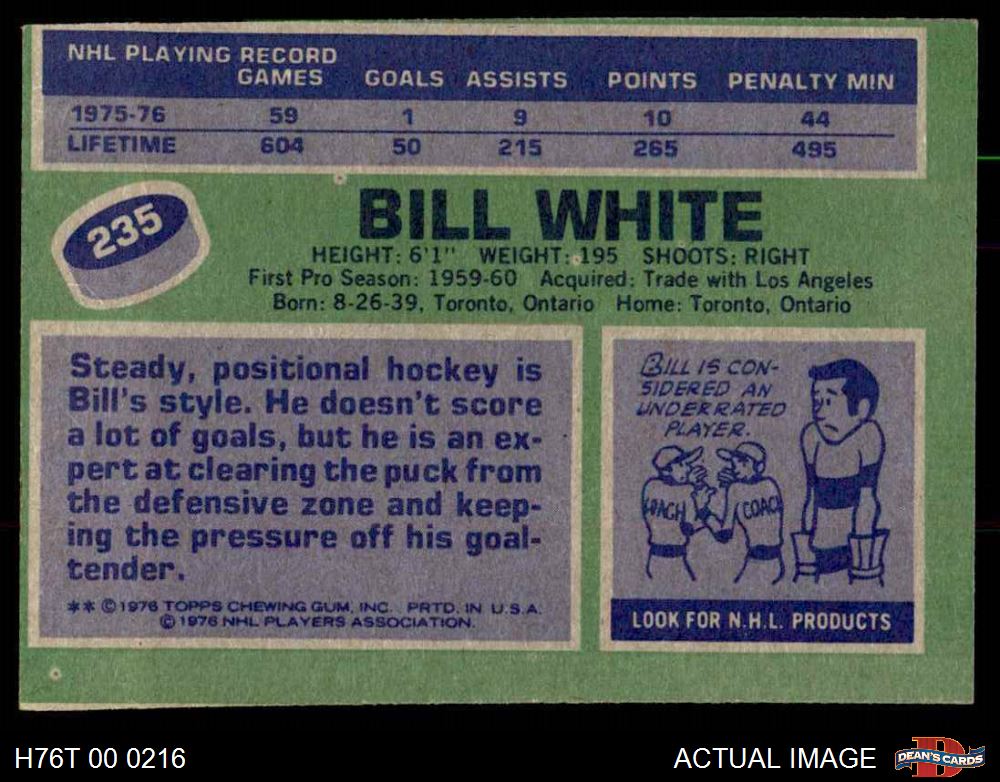 NHL PLAYING RECORD
GAMES GOALS ASSISTS POINTS PENALTY MIN
1975-76 59 1 9 10 44
LIFETIME 604 50 215 265 495
235
BILL WHITE
HEIGHT: 6'1" WEIGHT: 195 SHOOTS: RIGHT
First Pro Season: 1959-60 Acquired: Trade with Los Angeles
Born: 8-26-39, Toronto, Ontario Home: Toronto, Ontario
Steady, positional hockey is
Bill's style. He doesn't score
a lot of goals, but he is an ex-
pert at clearing the puck from
the defensive zone and keep-
ing the pressure off his goal-
tender.
** ©1976 TOPPS CHEWING GUM, INC. PRTD. IN U.S.A.
©1976 NHL PLAYERS ASSOCIATION.
BILL IS CON-
SIDERED AN
UNDERRATED
PLAYER.
COACH COACH
LOOK FOR N.H.L. PRODUCTS
H76T 00 0216 ACTUAL IMAGE
D
DEAN'S CARDS